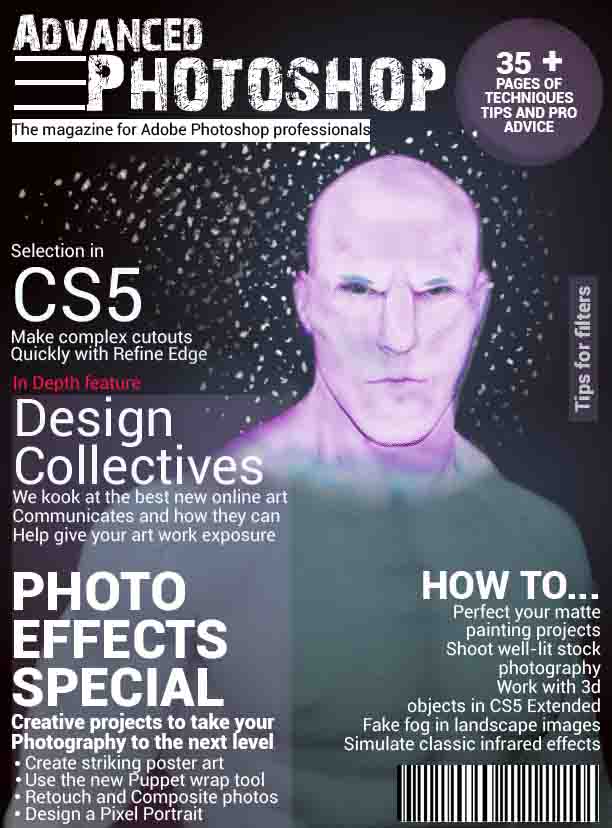 ADVANCED
PHOTOSHOP
The magazine for Adobe Photoshop professionals
35 +
PAGES OF
TECHNIQUES
TIPS AND PRO
ADVICE
Selection in
CS5
Make complex cutouts
Quickly with Refine Edge
In Depth feature
Design
Collectives
We kook at the best new online art
Communicates and how they can
Help give your art work exposure
Tips for filters
PHOTO
EFFECTS
SPECIAL
Creative projects to take your
Photography to the next level
• Create striking poster art
• Use the new Puppet wrap tool
• Retouch and Composite photos
• Design a Pixel Portrait
HOW TO...
Perfect your matte
painting projects
Shoot well-lit stock
photography
Work with 3d
objects in CS5 Extended
Fake fog in landscape images
Simulate classic infrared effects